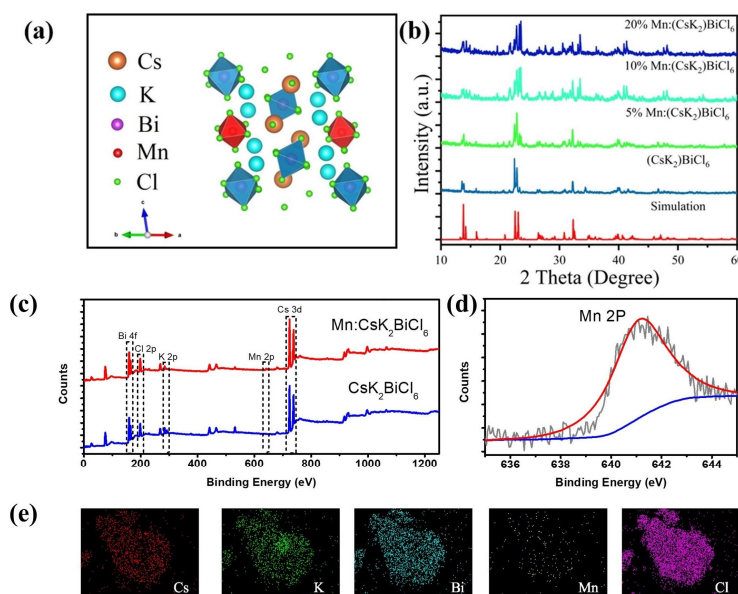 (a)
Cs
K
Bi
Mn
Cl
c
b
a
(b)
20% Mn:(CsK₂)BiCl₆
10% Mn:(CsK₂)BiCl₆
5% Mn:(CsK₂)BiCl₆
(CsK₂)BiCl₆
Simulation
Intensity (a.u.)
10 20 30 40 50 60
2 Theta (Degree)
(c)
Bi 4f
Cl 2p
K 2p
Mn 2p
Cs 3d
Mn:CsK₂BiCl₆
CsK₂BiCl₆
Counts
0 200 400 600 800 1000 1200
Binding Energy (eV)
(d)
Mn 2P
Counts
636 638 640 642 644
Binding Energy (eV)
(e)
Cs
K
Bi
Mn
Cl